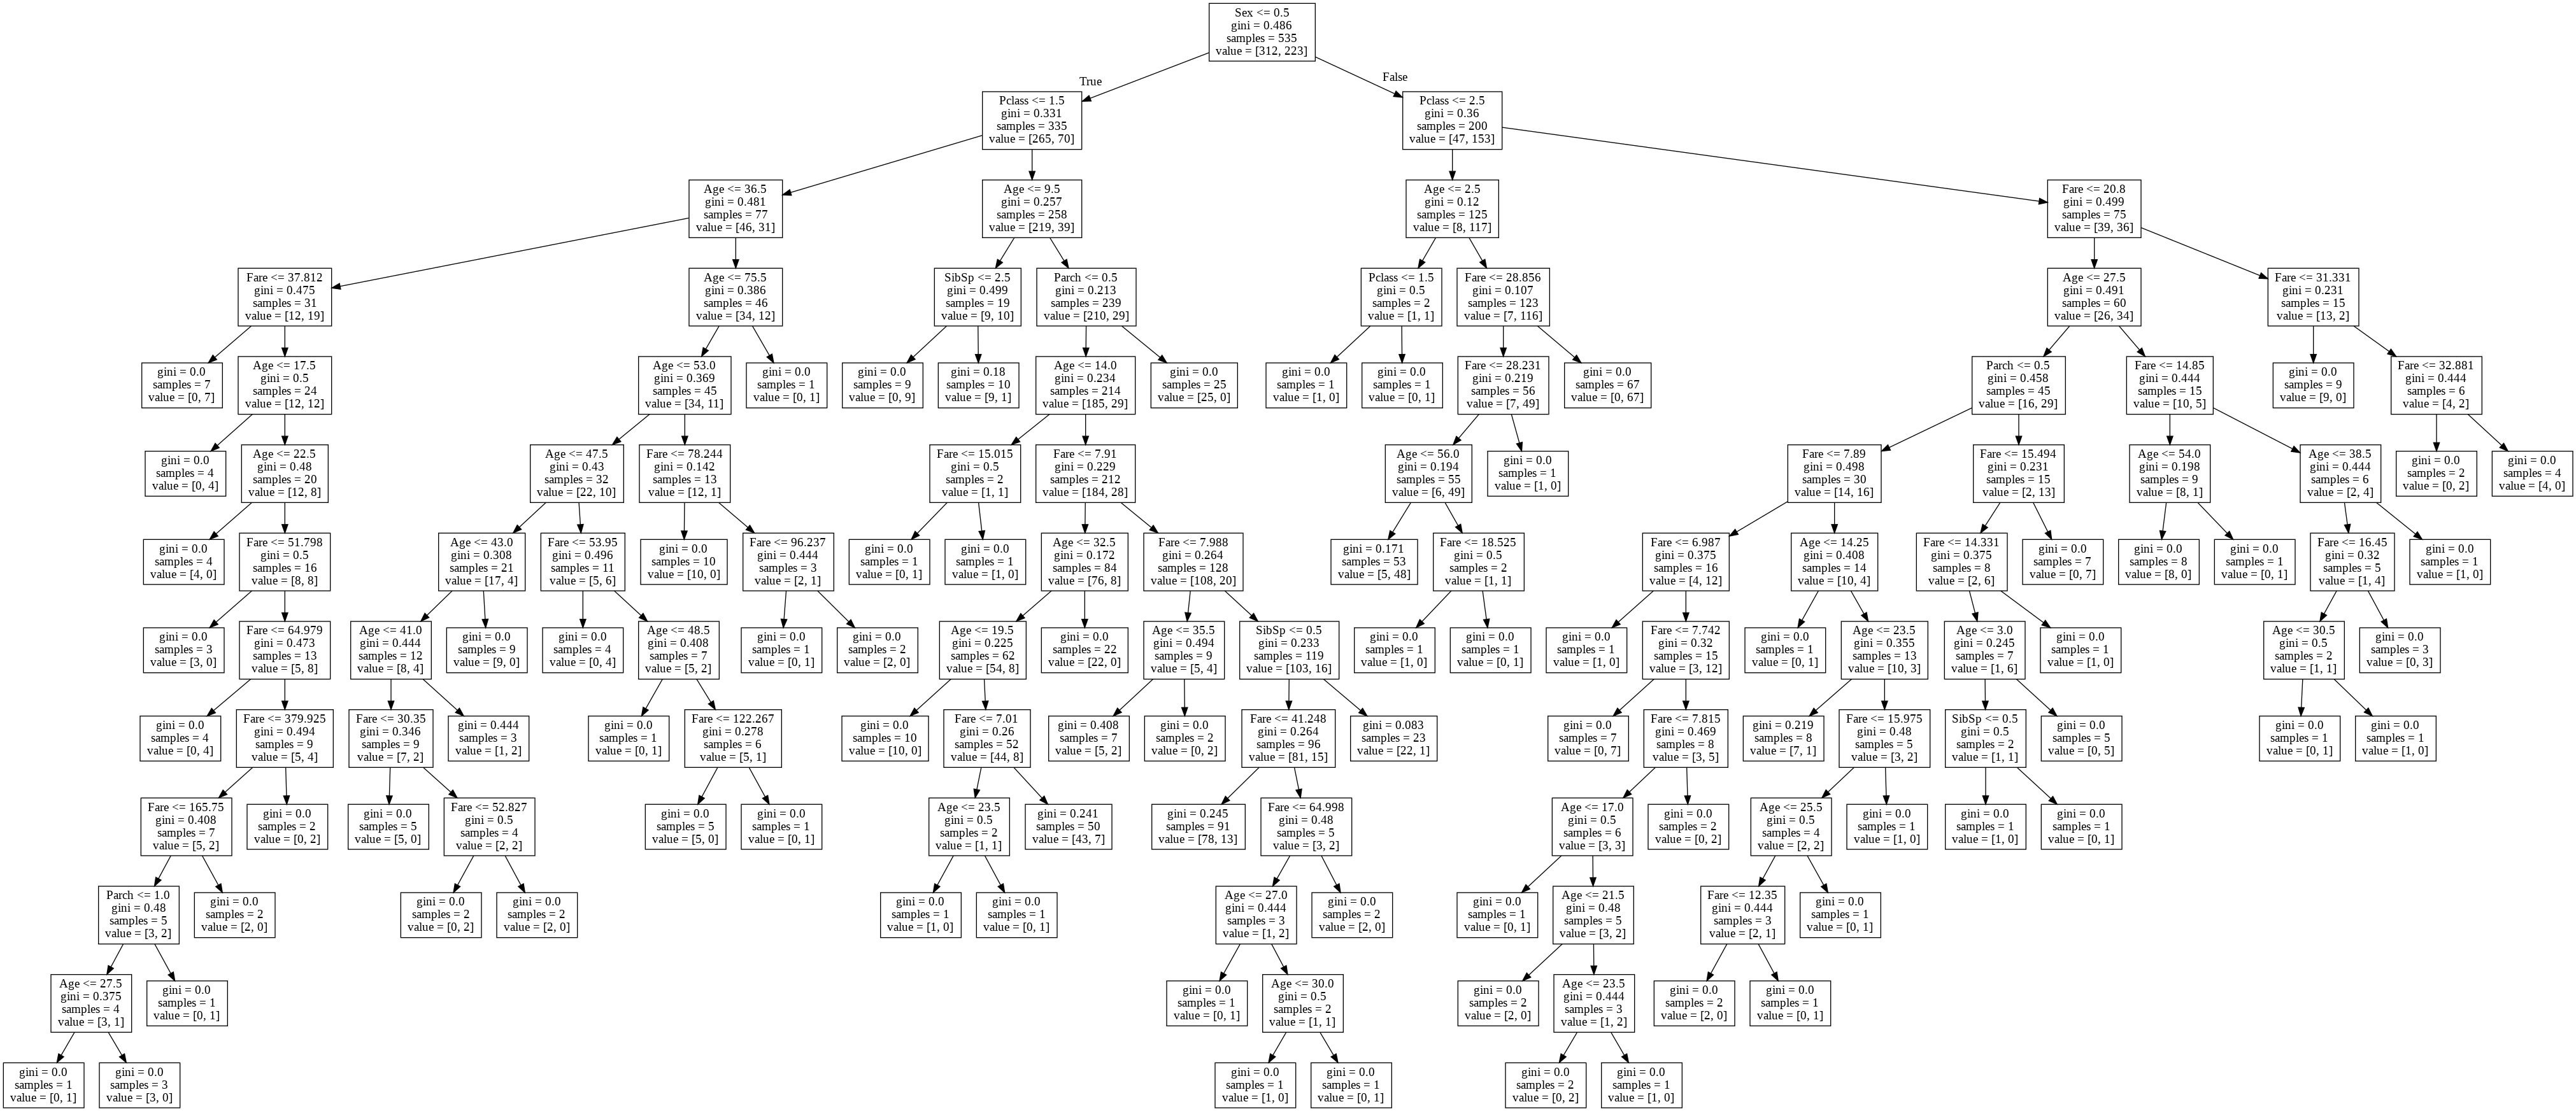 Sex <= 0.5
gini = 0.486
samples = 535
value = [312, 223]
True
False
Pclass <= 1.5
gini = 0.331
samples = 335
value = [265, 70]
Pclass <= 2.5
gini = 0.36
samples = 200
value = [47, 153]
Age <= 36.5
gini = 0.481
samples = 77
value = [46, 31]
Age <= 9.5
gini = 0.257
samples = 258
value = [219, 39]
Age <= 2.5
gini = 0.12
samples = 125
value = [8, 117]
Fare <= 20.8
gini = 0.499
samples = 75
value = [39, 36]
Fare <= 37.812
gini = 0.475
samples = 31
value = [12, 19]
Age <= 75.5
gini = 0.386
samples = 46
value = [34, 12]
SibSp <= 2.5
gini = 0.499
samples = 19
value = [9, 10]
Parch <= 0.5
gini = 0.213
samples = 239
value = [210, 29]
Pclass <= 1.5
gini = 0.5
samples = 2
value = [1, 1]
Fare <= 28.856
gini = 0.107
samples = 123
value = [7, 116]
Age <= 27.5
gini = 0.491
samples = 60
value = [26, 34]
Fare <= 31.331
gini = 0.231
samples = 15
value = [13, 2]
gini = 0.0
samples = 7
value = [0, 7]
Age <= 17.5
gini = 0.5
samples = 24
value = [12, 12]
Age <= 53.0
gini = 0.369
samples = 45
value = [34, 11]
gini = 0.0
samples = 1
value = [0, 1]
gini = 0.0
samples = 9
value = [0, 9]
gini = 0.18
samples = 10
value = [9, 1]
Age <= 14.0
gini = 0.234
samples = 214
value = [185, 29]
gini = 0.0
samples = 25
value = [25, 0]
gini = 0.0
samples = 1
value = [1, 0]
gini = 0.0
samples = 1
value = [0, 1]
Fare <= 28.231
gini = 0.219
samples = 56
value = [7, 49]
gini = 0.0
samples = 67
value = [0, 67]
Parch <= 0.5
gini = 0.458
samples = 45
value = [16, 29]
Fare <= 14.85
gini = 0.444
samples = 15
value = [10, 5]
gini = 0.0
samples = 9
value = [9, 0]
Fare <= 32.881
gini = 0.444
samples = 6
value = [4, 2]
gini = 0.0
samples = 4
value = [0, 4]
Age <= 22.5
gini = 0.48
samples = 20
value = [12, 8]
Age <= 47.5
gini = 0.43
samples = 32
value = [22, 10]
Fare <= 78.244
gini = 0.142
samples = 13
value = [12, 1]
Fare <= 15.015
gini = 0.5
samples = 2
value = [1, 1]
Fare <= 7.91
gini = 0.229
samples = 212
value = [184, 28]
Age <= 56.0
gini = 0.194
samples = 55
value = [6, 49]
gini = 0.0
samples = 1
value = [1, 0]
Fare <= 7.89
gini = 0.498
samples = 30
value = [14, 16]
Fare <= 15.494
gini = 0.231
samples = 15
value = [2, 13]
Age <= 54.0
gini = 0.198
samples = 9
value = [8, 1]
Age <= 38.5
gini = 0.444
samples = 6
value = [2, 4]
gini = 0.0
samples = 2
value = [0, 2]
gini = 0.0
samples = 4
value = [4, 0]
gini = 0.0
samples = 4
value = [4, 0]
Fare <= 51.798
gini = 0.5
samples = 16
value = [8, 8]
Age <= 43.0
gini = 0.308
samples = 21
value = [17, 4]
Fare <= 53.95
gini = 0.496
samples = 11
value = [5, 6]
gini = 0.0
samples = 10
value = [10, 0]
Fare <= 96.237
gini = 0.444
samples = 3
value = [2, 1]
gini = 0.0
samples = 1
value = [0, 1]
gini = 0.0
samples = 1
value = [1, 0]
Age <= 32.5
gini = 0.172
samples = 84
value = [76, 8]
Fare <= 7.988
gini = 0.264
samples = 128
value = [108, 20]
gini = 0.171
samples = 53
value = [5, 48]
Fare <= 18.525
gini = 0.5
samples = 2
value = [1, 1]
Fare <= 6.987
gini = 0.375
samples = 16
value = [4, 12]
Age <= 14.25
gini = 0.408
samples = 14
value = [10, 4]
Fare <= 14.331
gini = 0.375
samples = 8
value = [2, 6]
gini = 0.0
samples = 7
value = [0, 7]
gini = 0.0
samples = 8
value = [8, 0]
gini = 0.0
samples = 1
value = [0, 1]
Fare <= 16.45
gini = 0.32
samples = 5
value = [1, 4]
gini = 0.0
samples = 1
value = [1, 0]
gini = 0.0
samples = 3
value = [3, 0]
Fare <= 64.979
gini = 0.473
samples = 13
value = [5, 8]
Age <= 41.0
gini = 0.444
samples = 12
value = [8, 4]
gini = 0.0
samples = 9
value = [9, 0]
gini = 0.0
samples = 4
value = [0, 4]
Age <= 48.5
gini = 0.408
samples = 7
value = [5, 2]
gini = 0.0
samples = 1
value = [0, 1]
gini = 0.0
samples = 2
value = [2, 0]
Age <= 19.5
gini = 0.225
samples = 62
value = [54, 8]
gini = 0.0
samples = 22
value = [22, 0]
Age <= 35.5
gini = 0.494
samples = 9
value = [5, 4]
SibSp <= 0.5
gini = 0.233
samples = 119
value = [103, 16]
gini = 0.0
samples = 1
value = [1, 0]
gini = 0.0
samples = 1
value = [0, 1]
gini = 0.0
samples = 1
value = [1, 0]
Fare <= 7.742
gini = 0.32
samples = 15
value = [3, 12]
gini = 0.0
samples = 1
value = [0, 1]
Age <= 23.5
gini = 0.355
samples = 13
value = [10, 3]
Age <= 3.0
gini = 0.245
samples = 7
value = [1, 6]
gini = 0.0
samples = 1
value = [1, 0]
Age <= 30.5
gini = 0.5
samples = 2
value = [1, 1]
gini = 0.0
samples = 3
value = [0, 3]
gini = 0.0
samples = 4
value = [0, 4]
Fare <= 379.925
gini = 0.494
samples = 9
value = [5, 4]
Fare <= 30.35
gini = 0.346
samples = 9
value = [7, 2]
gini = 0.444
samples = 3
value = [1, 2]
gini = 0.0
samples = 1
value = [0, 1]
Fare <= 122.267
gini = 0.278
samples = 6
value = [5, 1]
gini = 0.0
samples = 10
value = [10, 0]
Fare <= 7.01
gini = 0.26
samples = 52
value = [44, 8]
gini = 0.408
samples = 7
value = [5, 2]
gini = 0.0
samples = 2
value = [0, 2]
Fare <= 41.248
gini = 0.264
samples = 96
value = [81, 15]
gini = 0.083
samples = 23
value = [22, 1]
gini = 0.0
samples = 7
value = [0, 7]
Fare <= 7.815
gini = 0.469
samples = 8
value = [3, 5]
gini = 0.219
samples = 8
value = [7, 1]
Fare <= 15.975
gini = 0.48
samples = 5
value = [3, 2]
SibSp <= 0.5
gini = 0.5
samples = 2
value = [1, 1]
gini = 0.0
samples = 5
value = [0, 5]
gini = 0.0
samples = 1
value = [0, 1]
gini = 0.0
samples = 1
value = [1, 0]
Fare <= 165.75
gini = 0.408
samples = 7
value = [5, 2]
gini = 0.0
samples = 2
value = [0, 2]
gini = 0.0
samples = 5
value = [5, 0]
Fare <= 52.827
gini = 0.5
samples = 4
value = [2, 2]
gini = 0.0
samples = 5
value = [5, 0]
gini = 0.0
samples = 1
value = [0, 1]
Age <= 23.5
gini = 0.5
samples = 2
value = [1, 1]
gini = 0.241
samples = 50
value = [43, 7]
gini = 0.245
samples = 91
value = [78, 13]
Fare <= 64.998
gini = 0.48
samples = 5
value = [3, 2]
Age <= 17.0
gini = 0.5
samples = 6
value = [3, 3]
gini = 0.0
samples = 2
value = [0, 2]
Age <= 25.5
gini = 0.5
samples = 4
value = [2, 2]
gini = 0.0
samples = 1
value = [1, 0]
gini = 0.0
samples = 1
value = [1, 0]
gini = 0.0
samples = 1
value = [0, 1]
Parch <= 1.0
gini = 0.48
samples = 5
value = [3, 2]
gini = 0.0
samples = 2
value = [2, 0]
gini = 0.0
samples = 2
value = [0, 2]
gini = 0.0
samples = 2
value = [2, 0]
gini = 0.0
samples = 1
value = [1, 0]
gini = 0.0
samples = 1
value = [0, 1]
Age <= 27.0
gini = 0.444
samples = 3
value = [1, 2]
gini = 0.0
samples = 2
value = [2, 0]
gini = 0.0
samples = 1
value = [0, 1]
Age <= 21.5
gini = 0.48
samples = 5
value = [3, 2]
Fare <= 12.35
gini = 0.444
samples = 3
value = [2, 1]
gini = 0.0
samples = 1
value = [0, 1]
Age <= 27.5
gini = 0.375
samples = 4
value = [3, 1]
gini = 0.0
samples = 1
value = [0, 1]
gini = 0.0
samples = 1
value = [0, 1]
Age <= 30.0
gini = 0.5
samples = 2
value = [1, 1]
gini = 0.0
samples = 2
value = [2, 0]
Age <= 23.5
gini = 0.444
samples = 3
value = [1, 2]
gini = 0.0
samples = 2
value = [2, 0]
gini = 0.0
samples = 1
value = [0, 1]
gini = 0.0
samples = 1
value = [0, 1]
gini = 0.0
samples = 3
value = [3, 0]
gini = 0.0
samples = 1
value = [1, 0]
gini = 0.0
samples = 1
value = [0, 1]
gini = 0.0
samples = 2
value = [0, 2]
gini = 0.0
samples = 1
value = [1, 0]